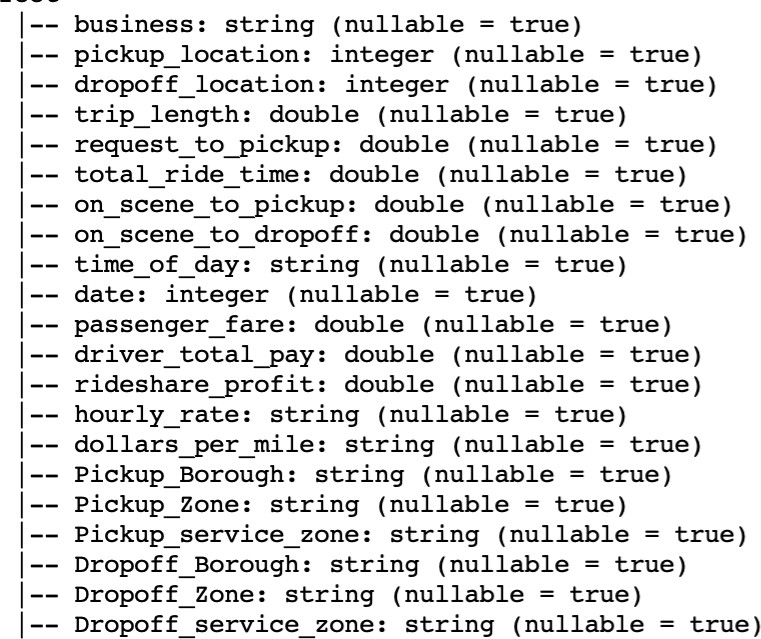 |-- business: string (nullable = true)
|-- pickup_location: integer (nullable = true)
|-- dropoff_location: integer (nullable = true)
|-- trip_length: double (nullable = true)
|-- request_to_pickup: double (nullable = true)
|-- total_ride_time: double (nullable = true)
|-- on_scene_to_pickup: double (nullable = true)
|-- on_scene_to_dropoff: double (nullable = true)
|-- time_of_day: string (nullable = true)
|-- date: integer (nullable = true)
|-- passenger_fare: double (nullable = true)
|-- driver_total_pay: double (nullable = true)
|-- rideshare_profit: double (nullable = true)
|-- hourly_rate: string (nullable = true)
|-- dollars_per_mile: string (nullable = true)
|-- Pickup_Borough: string (nullable = true)
|-- Pickup_Zone: string (nullable = true)
|-- Pickup_service_zone: string (nullable = true)
|-- Dropoff_Borough: string (nullable = true)
|-- Dropoff_Zone: string (nullable = true)
|-- Dropoff_service_zone: string (nullable = true)